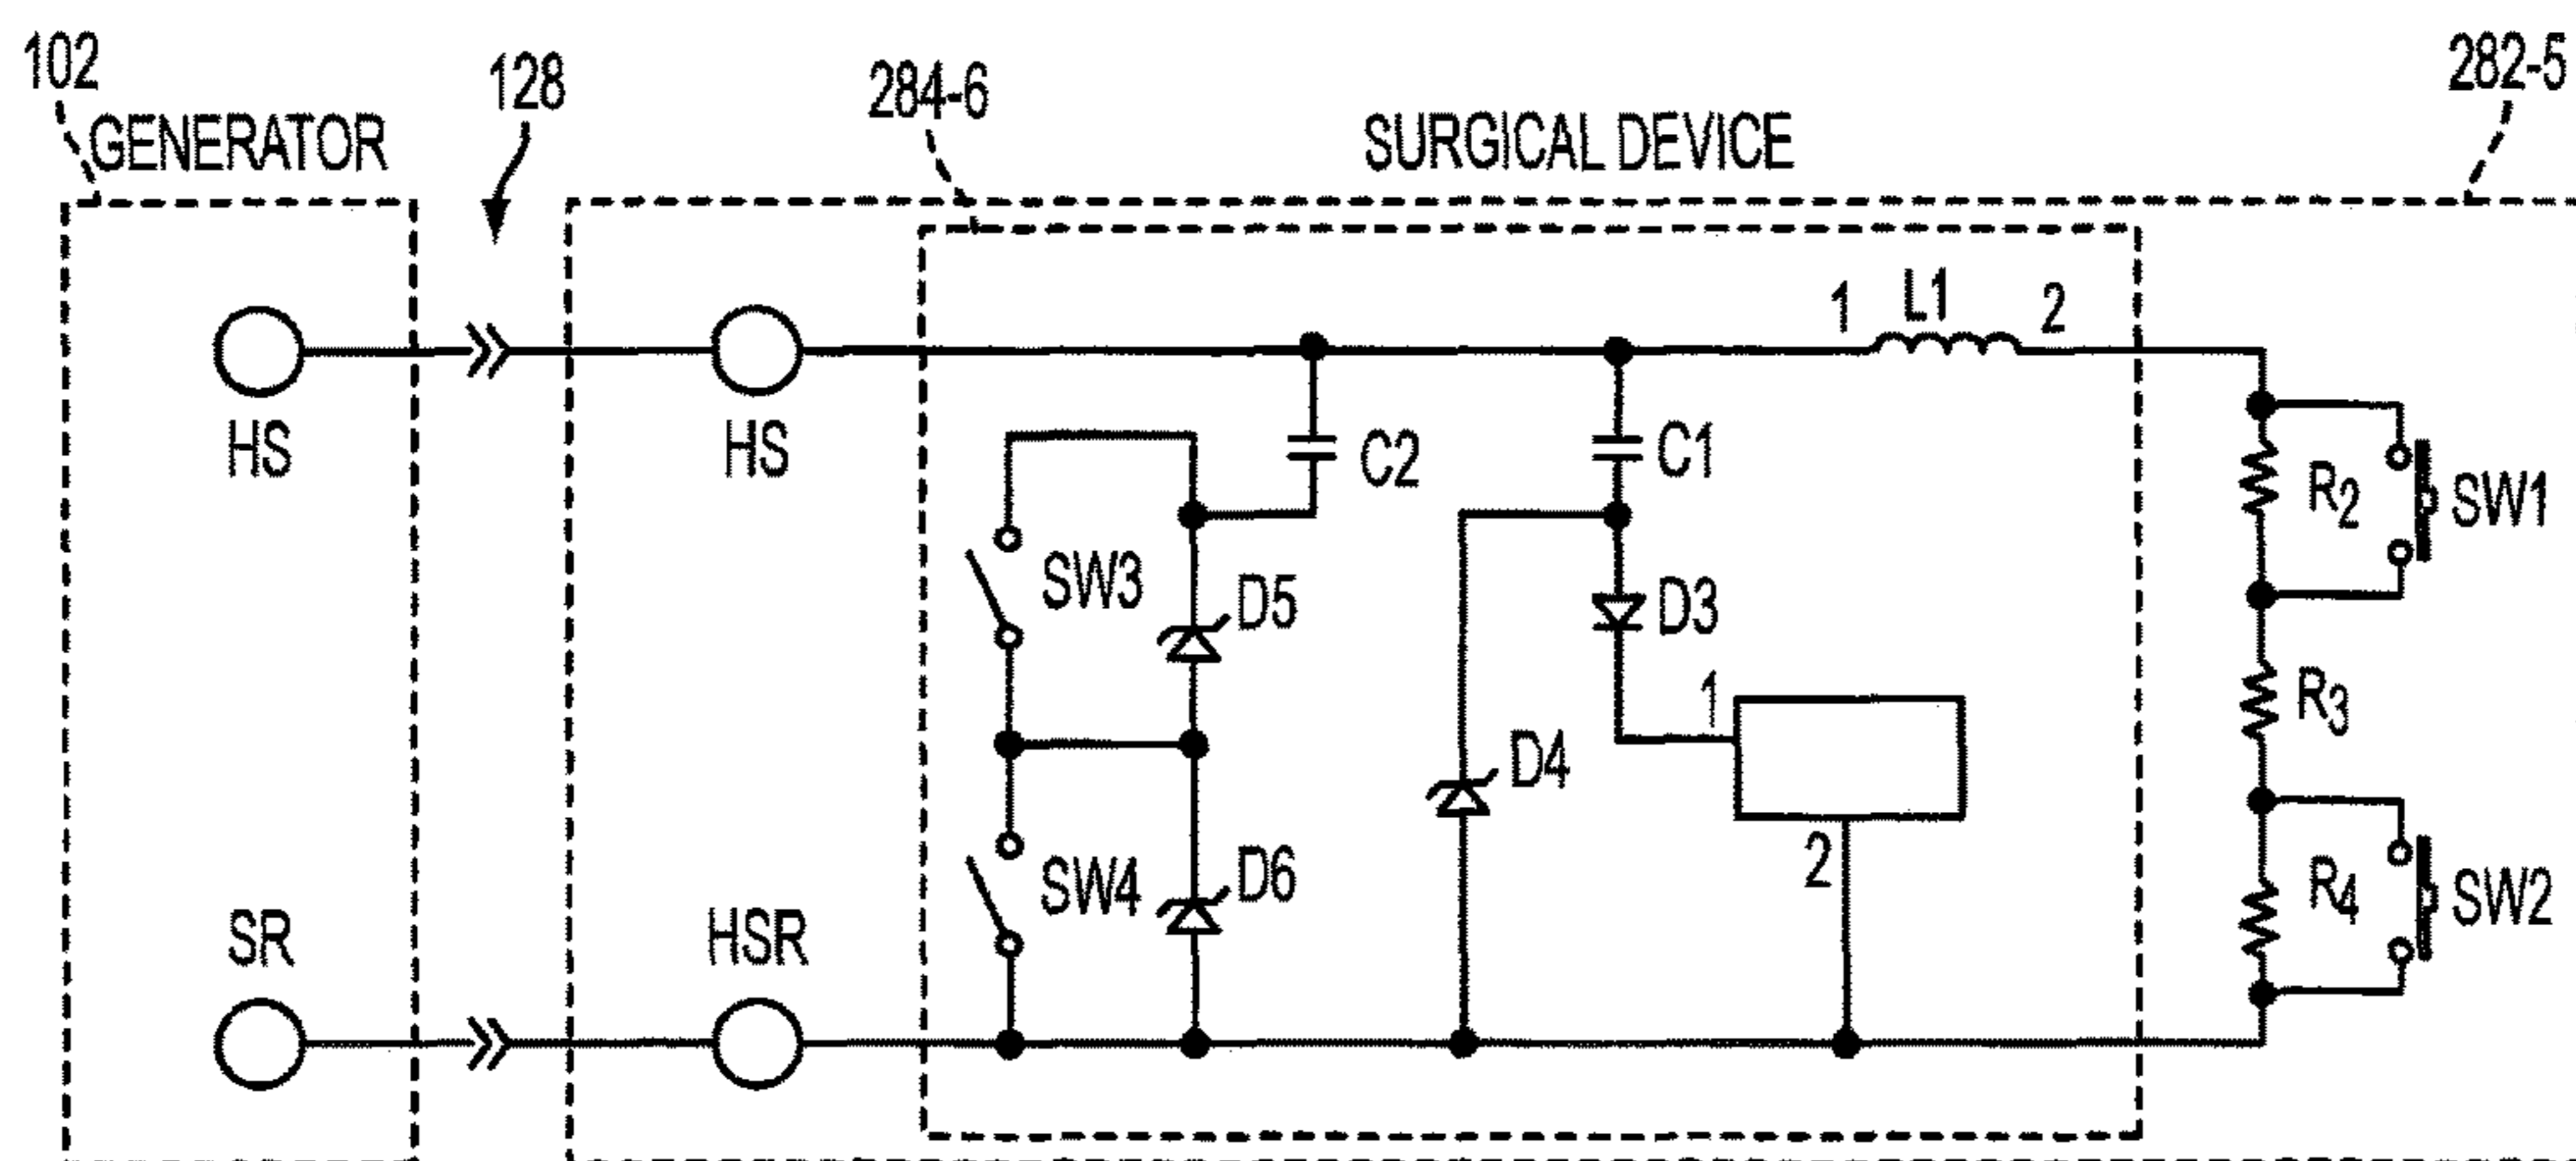 102
GENERATOR
128
284-6
SURGICAL DEVICE
282-5
1
L1
2
HS
HS
C2
C1
R2
SW1
SW3
D5
D3
1
R3
D4
2
SW4
D6
R4
SW2
SR
HSR